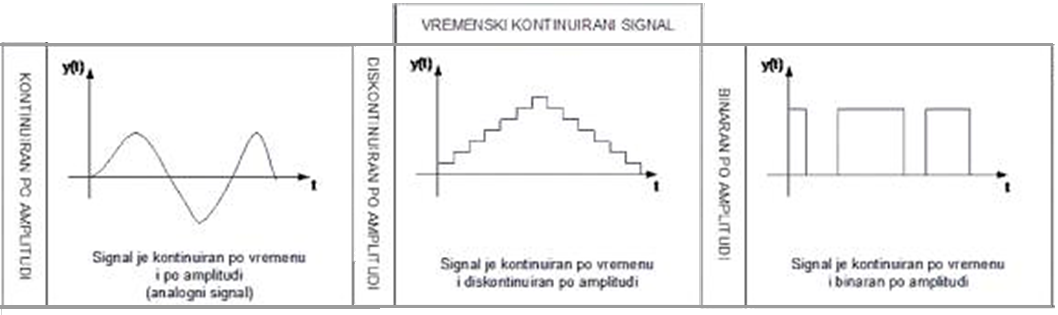 VREMENSKI KONTINUIRANI SIGNAL
KONTINUIRAN PO AMPLITUDI
y(t)
t
Signal je kontinuiran po vremenu
i po amplitudi
(analogni signal)
DISKONTINUIRAN PO AMPLITUDI
y(t)
t
Signal je kontinuiran po vremenu
i diskontinuiran po amplitudi
BINARAN PO AMPLITUDI
y(t)
t
Signal je kontinuiran po vremenu
i binaran po amplitudi